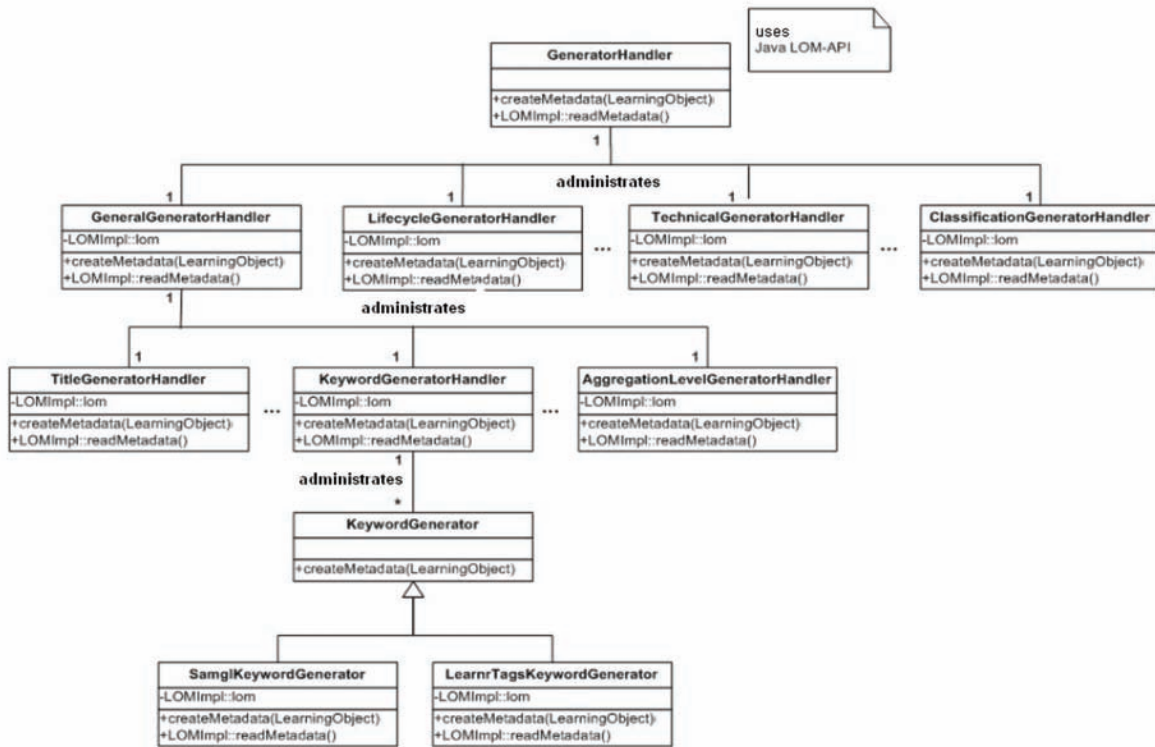 uses
Java LOM-API
GeneratorHandler
+createMetadata(LearningObject)
+LOMImpl::readMetadata()
1
administrates
1
1
1
1
GeneralGeneratorHandler
-LOMImpl::lom
+createMetadata(LearningObject)
+LOMImpl::readMetadata()
LifecycleGeneratorHandler
-LOMImpl::lom
+createMetadata(LearningObject)
+LOMImpl::readMetadata()
...
TechnicalGeneratorHandler
-LOMImpl::lom
+createMetadata(LearningObject)
+LOMImpl::readMetadata()
...
ClassificationGeneratorHandler
-LOMImpl::lom
+createMetadata(LearningObject)
+LOMImpl::readMetadata()
1
administrates
1
1
1
TitleGeneratorHandler
-LOMImpl::lom
+createMetadata(LearningObject)
+LOMImpl::readMetadata()
...
KeywordGeneratorHandler
-LOMImpl::lom
+createMetadata(LearningObject)
+LOMImpl::readMetadata()
...
AggregationLevelGeneratorHandler
-LOMImpl::lom
+createMetadata(LearningObject)
+LOMImpl::readMetadata()
1
administrates
*
KeywordGenerator
+createMetadata(LearningObject)
SamglKeywordGenerator
-LOMImpl::lom
+createMetadata(LearningObject)
+LOMImpl::readMetadata()
LearnrTagsKeywordGenerator
-LOMImpl::lom
+createMetadata(LearningObject)
+LOMImpl::readMetadata()